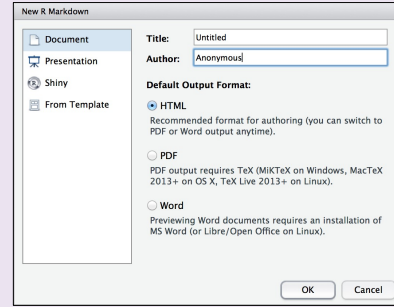 New R Markdown
Document
Presentation
Shiny
From Template
Title: Untitled
Author: Anonymous
Default Output Format:
HTML
Recommended format for authoring (you can switch to
PDF or Word output anytime).
PDF
PDF output requires TeX (MiKTeX on Windows, MacTeX
2013+ on OS X, TeX Live 2013+ on Linux).
Word
Previewing Word documents requires an installation of
MS Word (or Libre/Open Office on Linux).
OK Cancel